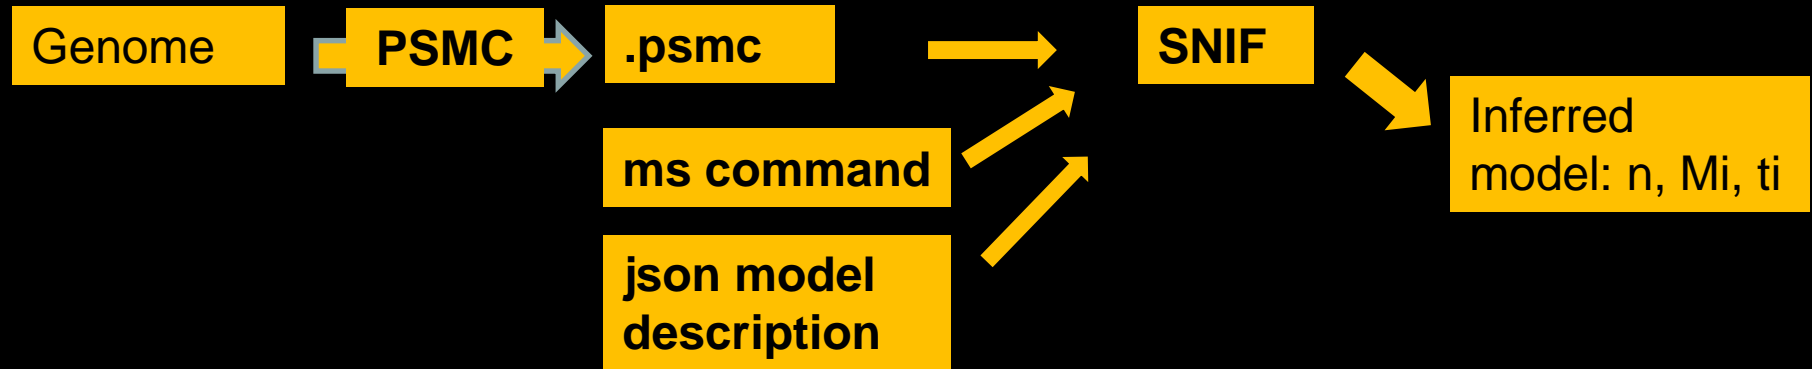 Genome
PSMC
.psmc
SNIF
ms command
json model
description
Inferred
model: n, Mi, ti